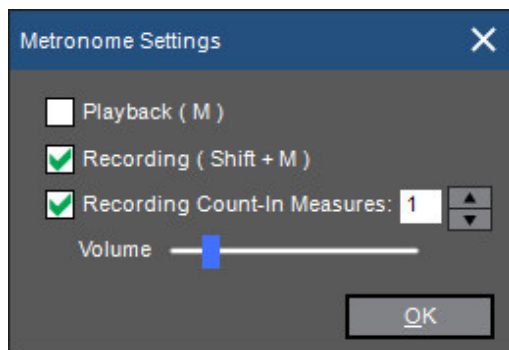 Metronome Settings
Playback ( M )
Recording ( Shift + M )
Recording Count-In Measures: 1
Volume
OK